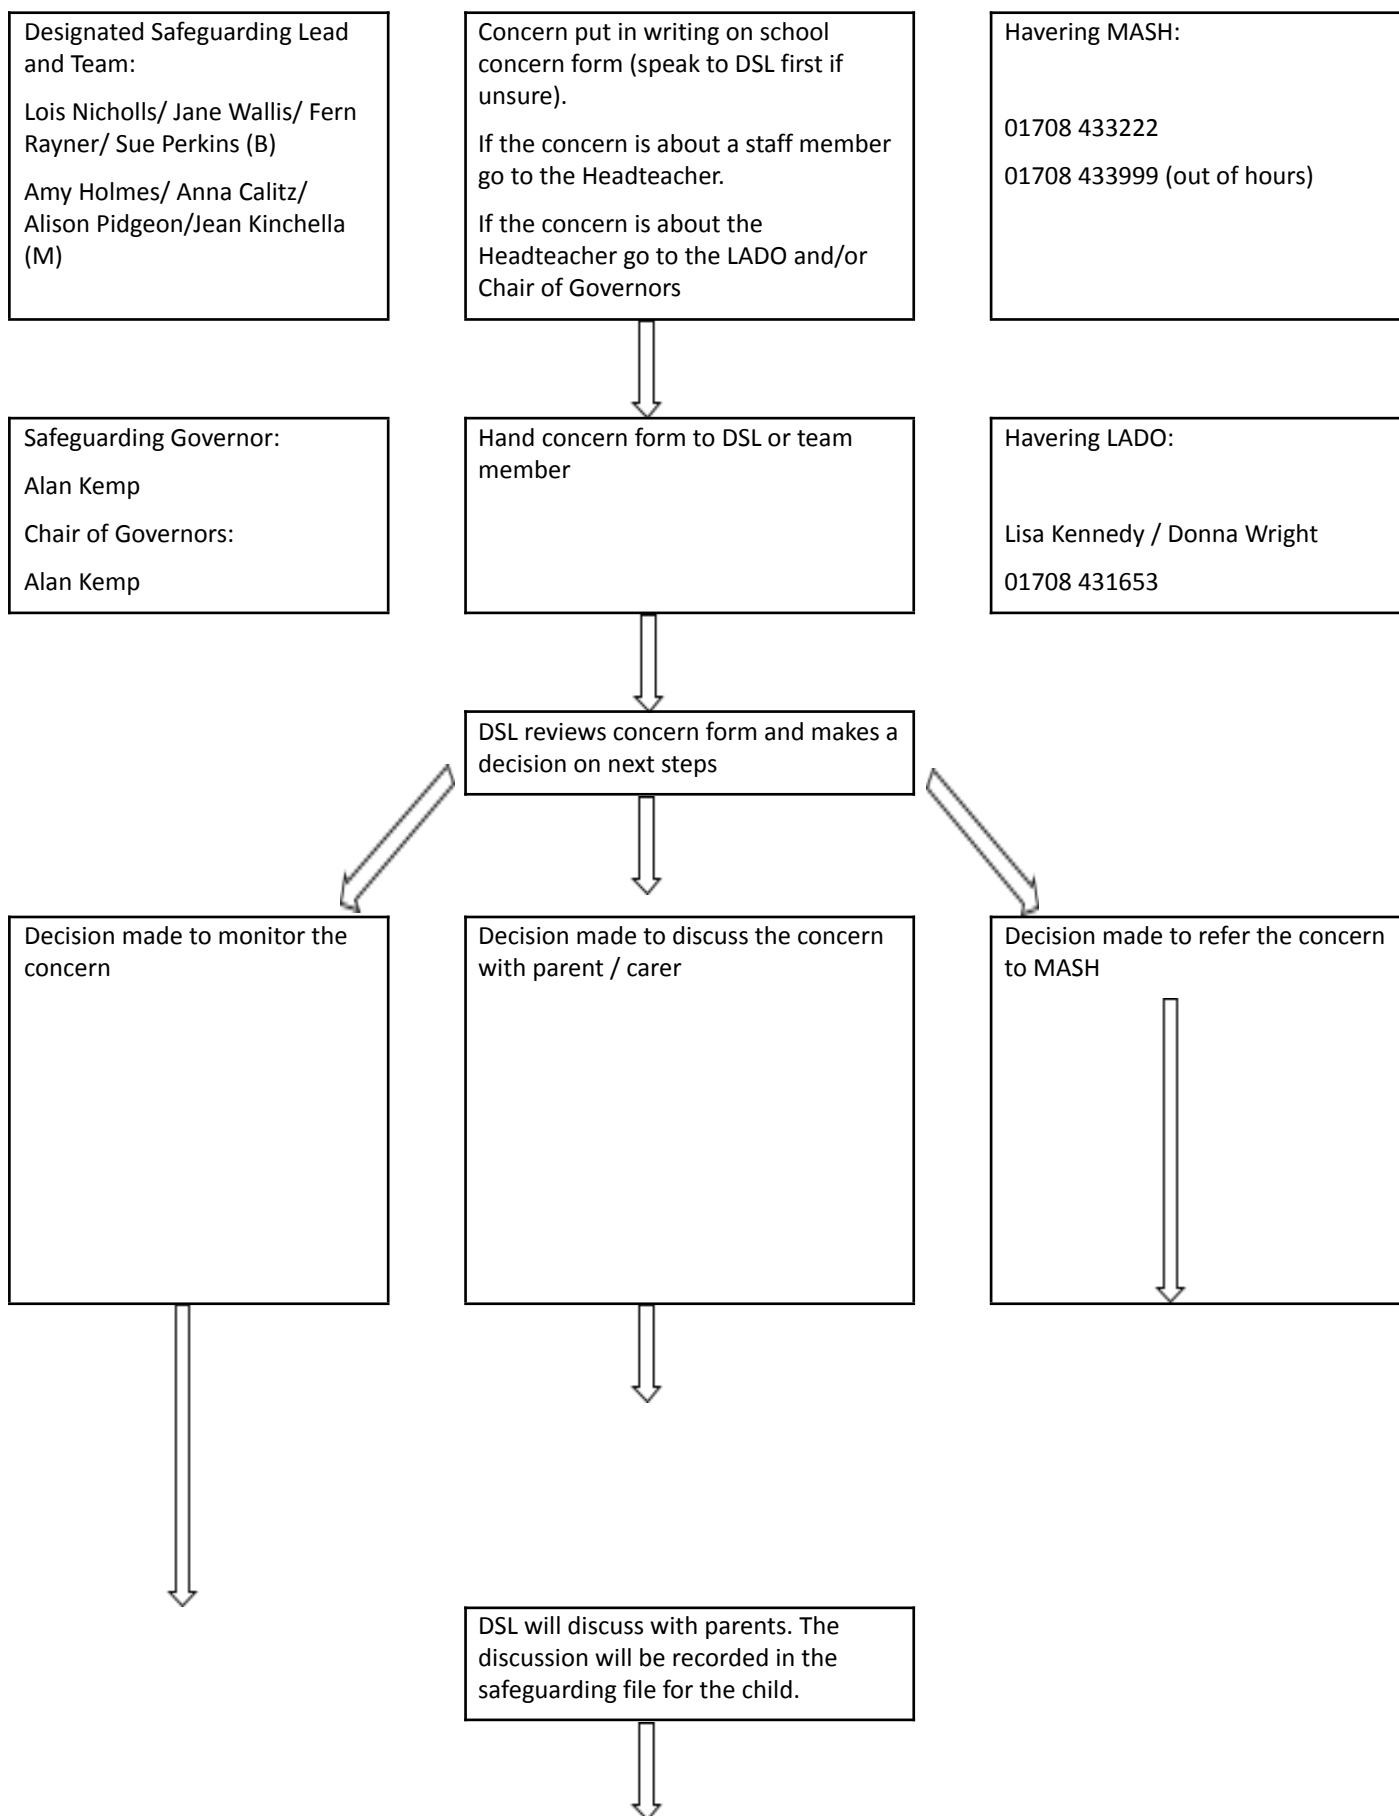 Designated Safeguarding Lead
and Team:
Lois Nicholls/ Jane Wallis/ Fern
Rayner/ Sue Perkins (B)
Amy Holmes/ Anna Calitz/
Alison Pidgeon/Jean Kinchella
(M)
Concern put in writing on school
concern form (speak to DSL first if
unsure).
If the concern is about a staff member
go to the Headteacher.
If the concern is about the
Headteacher go to the LADO and/or
Chair of Governors
Havering MASH:
01708 433222
01708 433999 (out of hours)
Safeguarding Governor:
Alan Kemp
Chair of Governors:
Alan Kemp
Hand concern form to DSL or team
member
Havering LADO:
Lisa Kennedy / Donna Wright
01708 431653
DSL reviews concern form and makes a
decision on next steps
Decision made to monitor the
concern
Decision made to discuss the concern
with parent / carer
Decision made to refer the concern
to MASH
DSL will discuss with parents. The
discussion will be recorded in the
safeguarding file for the child.